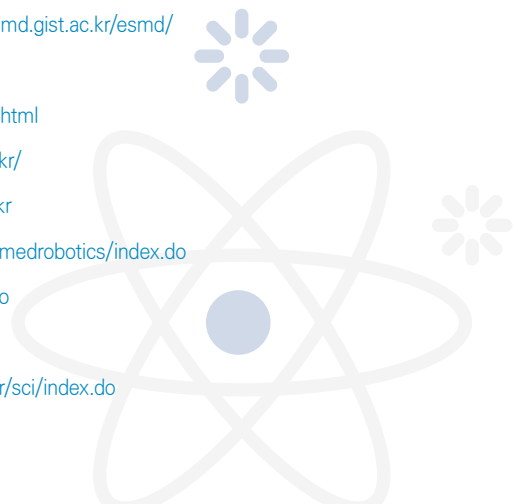 md.gist.ac.kr/esmd/
html
kr/
kr
medrobotics/index.do
o
r/sci/index.do